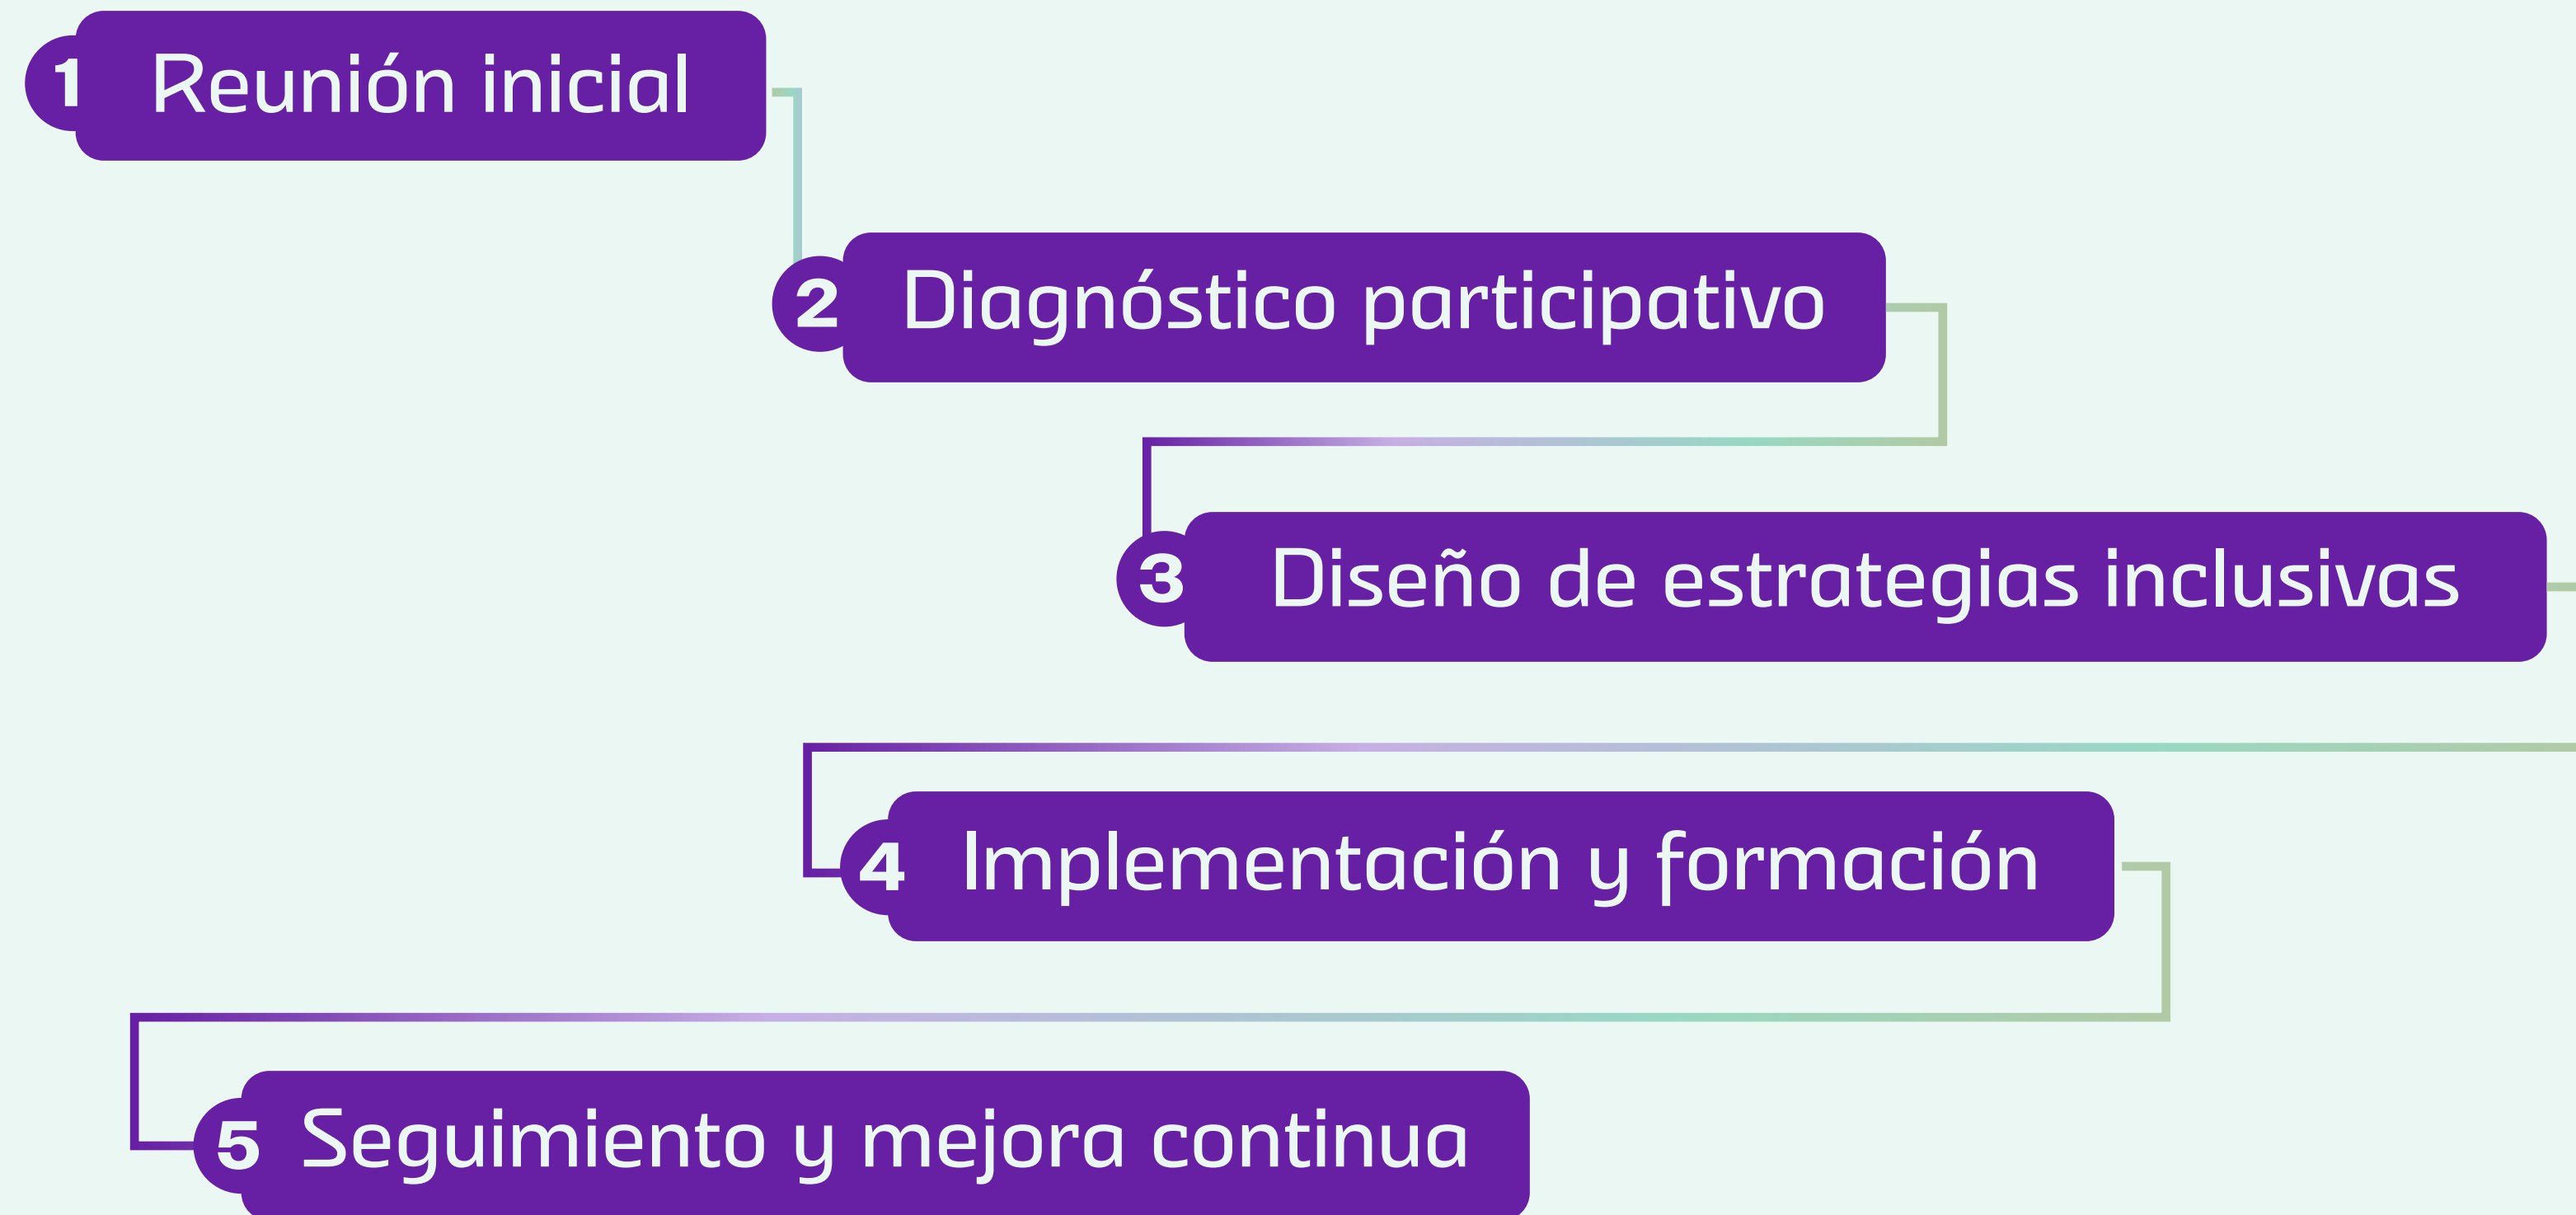 1 Reunión inicial
2 Diagnóstico participativo
3 Diseño de estrategias inclusivas
4 Implementación y formación
5 Seguimiento y mejora continua